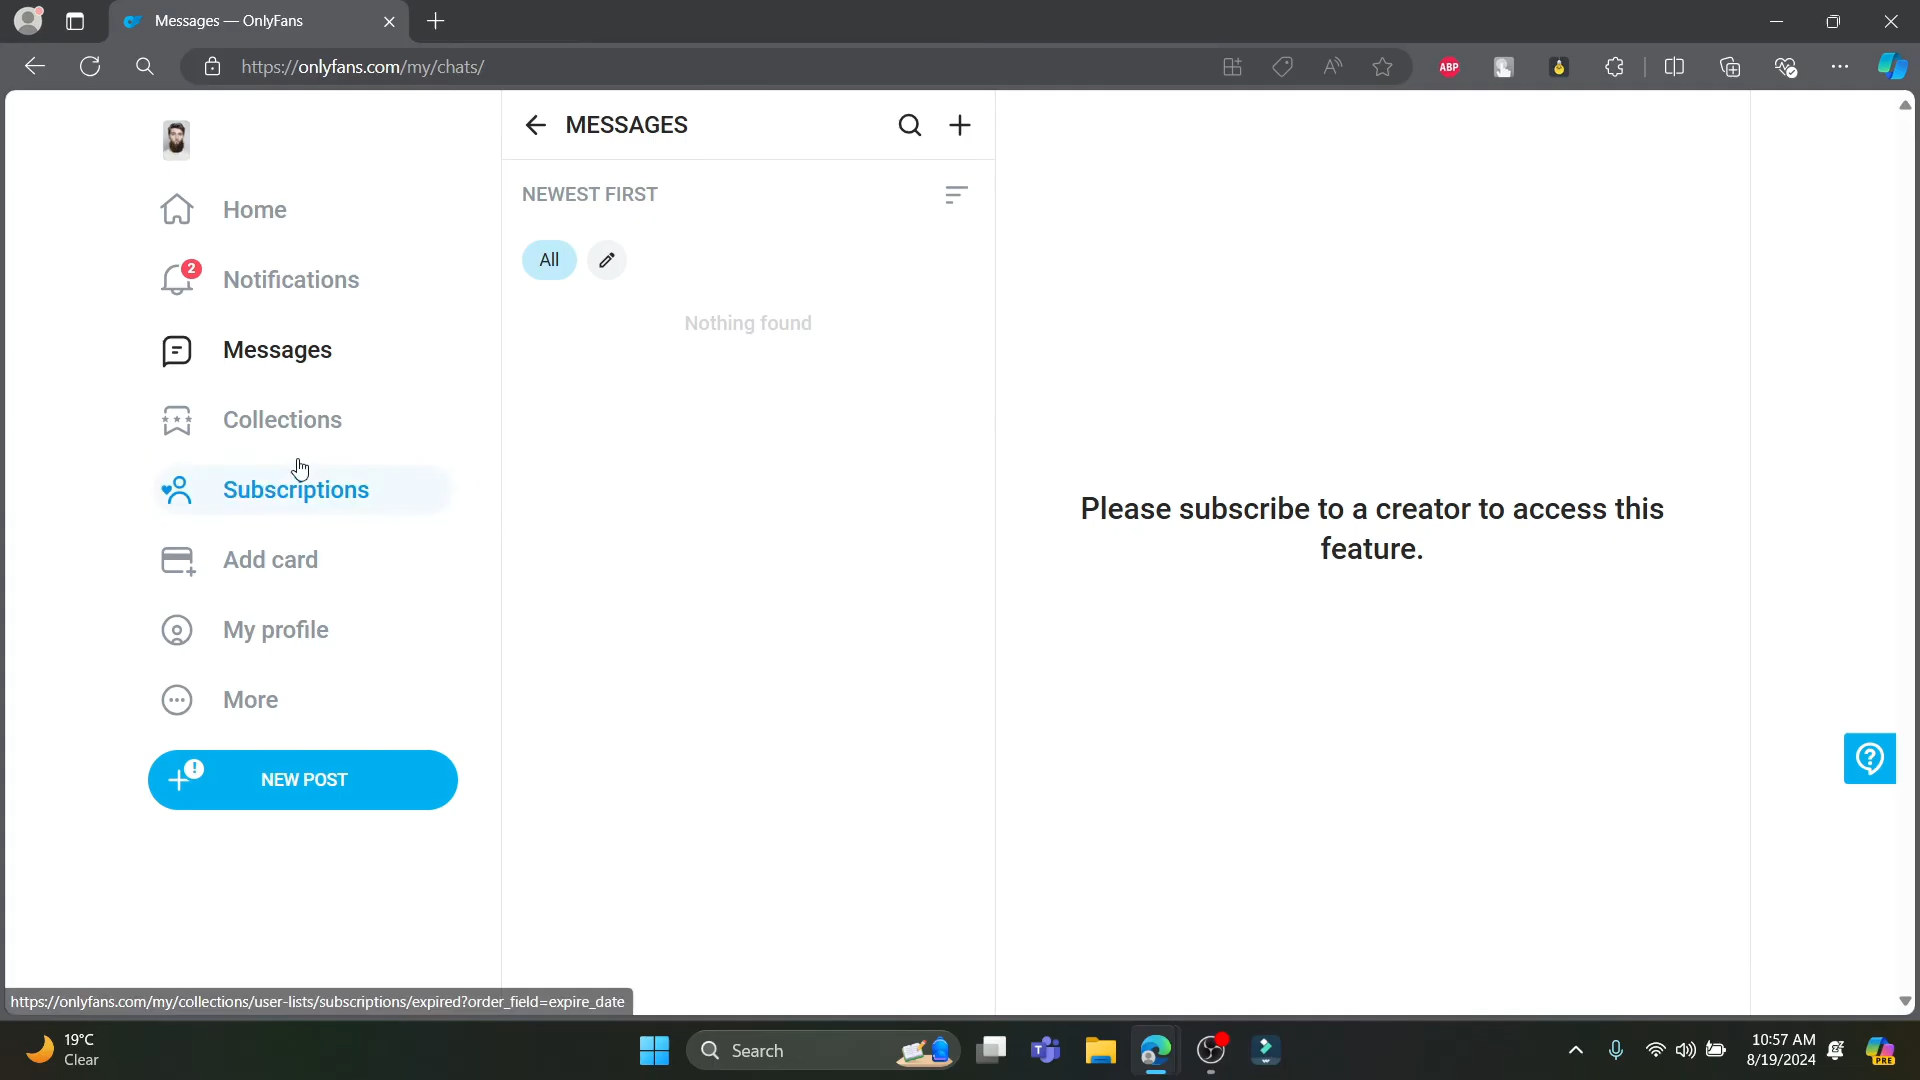 Messages — OnlyFans
https://onlyfans.com/my/chats/
ABP
MESSAGES
NEWEST FIRST
All
Nothing found
Home
2
Notifications
Messages
Collections
Subscriptions
Add card
My profile
More
NEW POST
Please subscribe to a creator to access this
feature.
https://onlyfans.com/my/collections/user-lists/subscriptions/expired?order_field=expire_date
19°C
Clear
Search
10:57 AM
8/19/2024
PRE